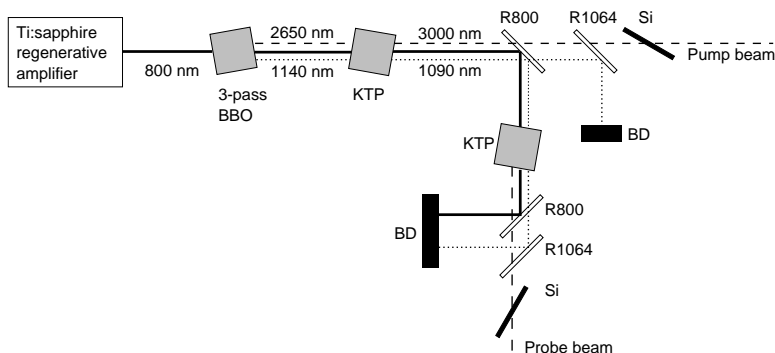 Ti:sapphire
regenerative
amplifier
800 nm
3-pass
BBO
2650 nm
1140 nm
KTP
3000 nm
1090 nm
R800
R1064
Si
Pump beam
BD
KTP
R800
BD
R1064
Si
Probe beam